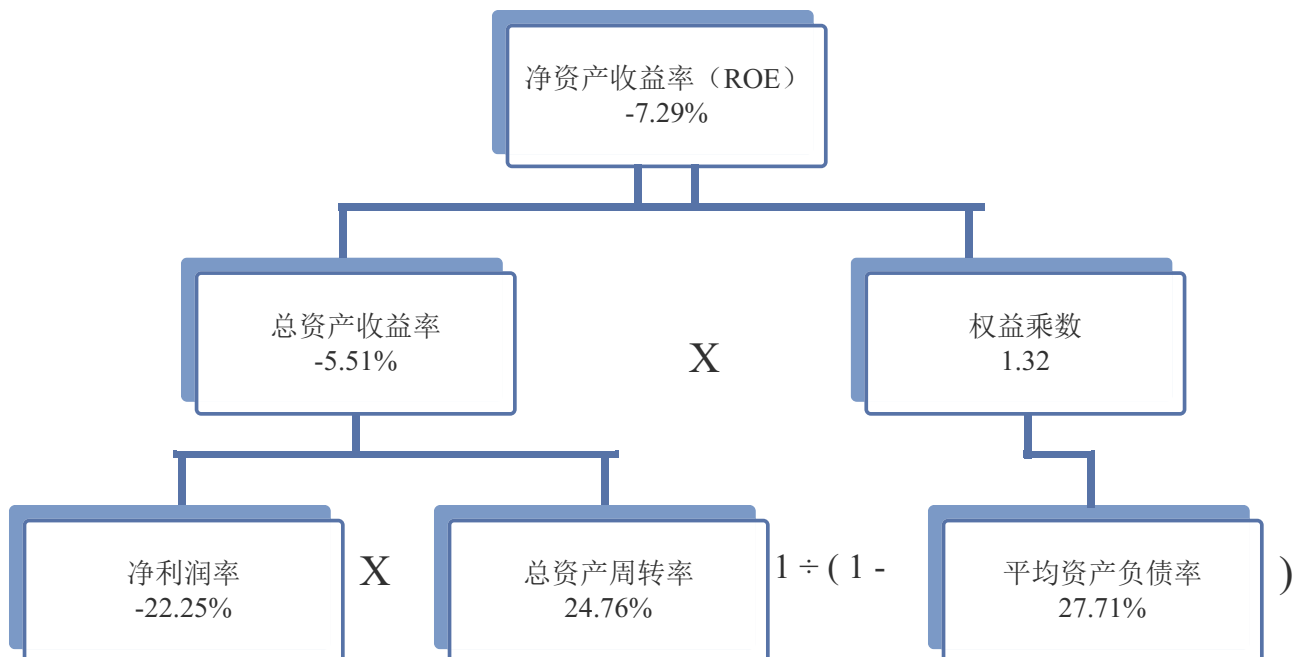 净资产收益率（ROE）
-7.29%
总资产收益率
-5.51%
X
权益乘数
1.32
净利润率
-22.25%
X
总资产周转率
24.76%
1 ÷ ( 1 -
平均资产负债率
27.71%
)